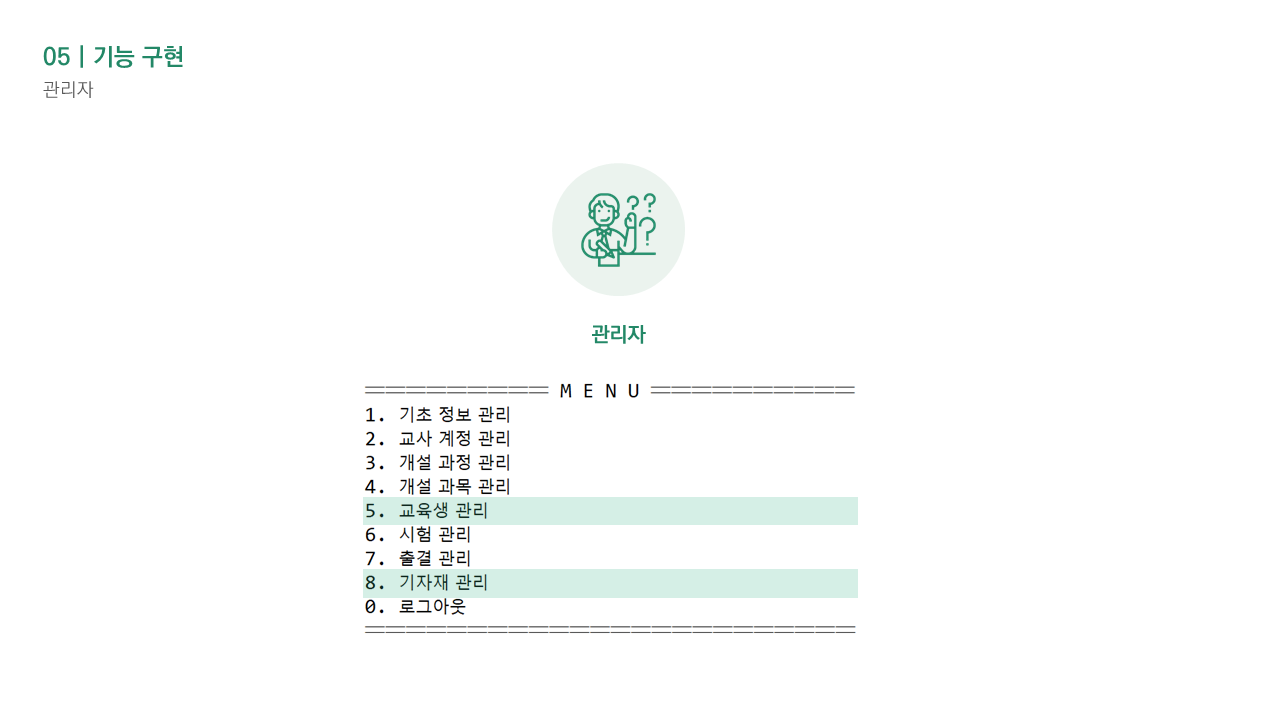 05 | 기능 구현
관리자
? ? ?
관리자
═════════ M E N U ══════════
1. 기초 정보 관리
2. 교사 계정 관리
3. 개설 과정 관리
4. 개설 과목 관리
5. 교육생 관리
6. 시험 관리
7. 출결 관리
8. 기자재 관리
0. 로그아웃
════════════════════════